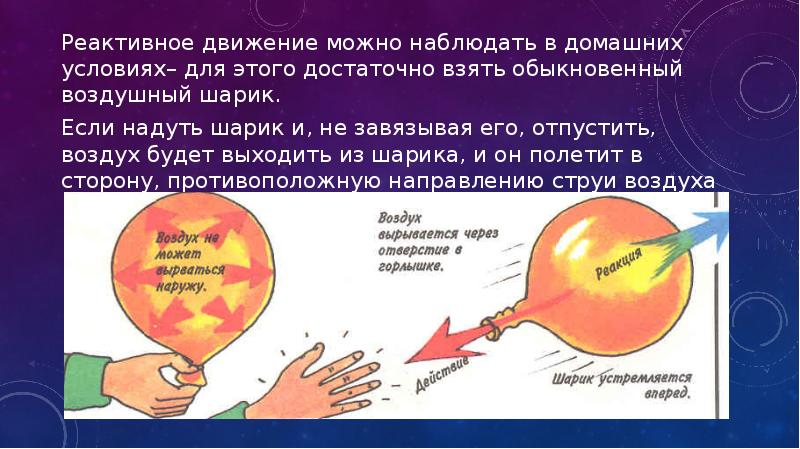 Реактивное движение можно наблюдать в домашних
условиях– для этого достаточно взять обыкновенный
воздушный шарик.
Если надуть шарик и, не завязывая его, отпустить,
воздух будет выходить из шарика, и он полетит в
сторону, противоположную направлению струи воздуха
Воздух не
может
вырваться
наружу.
Воздух
вырывается через
отверстие в
горлышке.
Реакция
Действие
Шарик устремляется
вперед.